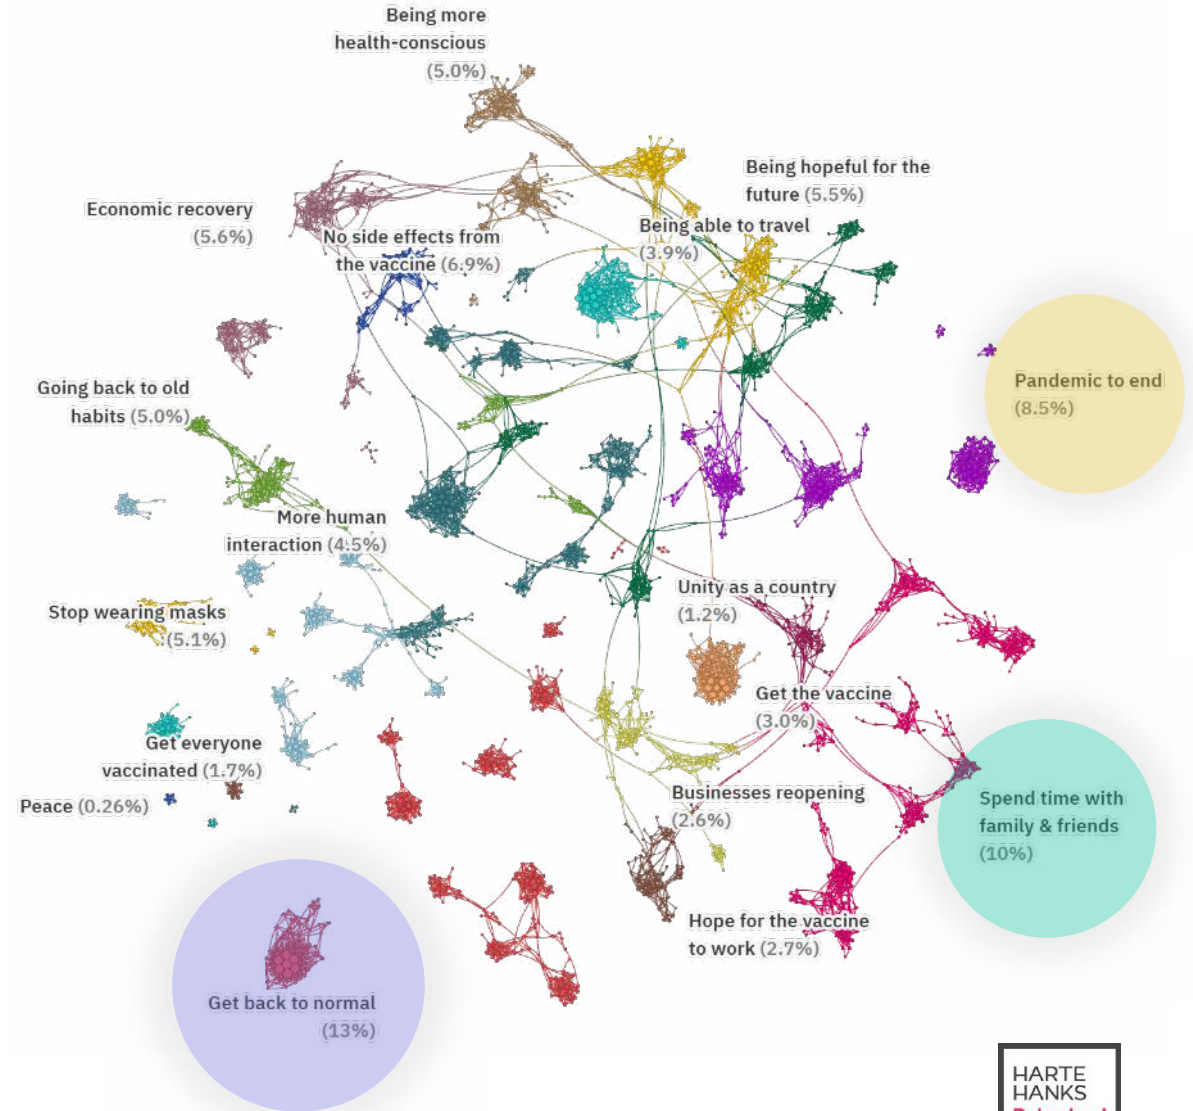 Being more
health-conscious
(5.0%)
Being hopeful for the
future (5.5%)
Economic recovery
(5.6%)
No side effects from
the vaccine (6.9%)
Being able to travel
(3.9%)
Pandemic to end
(8.5%)
Going back to old
habits (5.0%)
More human
interaction (4.5%)
Unity as a country
(1.2%)
Stop wearing masks
(5.1%)
Get the vaccine
(3.0%)
Get everyone
vaccinated (1.7%)
Peace (0.26%)
Businesses reopening
(2.6%)
Spend time with
family & friends
(10%)
Hope for the vaccine
to work (2.7%)
Get back to normal
(13%)
HARTE
HANKS